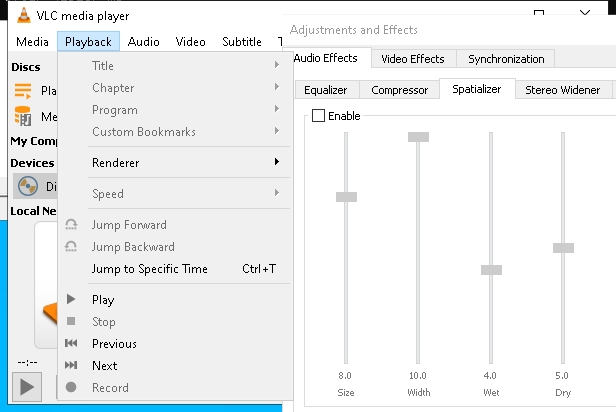 VLC media player
Media Playback Audio Video Subtitle
Title
Chapter
Program
Custom Bookmarks
Renderer
Speed
Jump Forward
Jump Backward
Jump to Specific Time Ctrl+T
Play
Stop
Previous
Next
Record
Discs
My Comp
Devices
Di
Local Ne
--:--
Adjustments and Effects
Audio Effects Video Effects Synchronization
Equalizer Compressor Spatializer Stereo Widener
Enable
8.0 10.0 4.0 5.0
Size Width Wet Dry